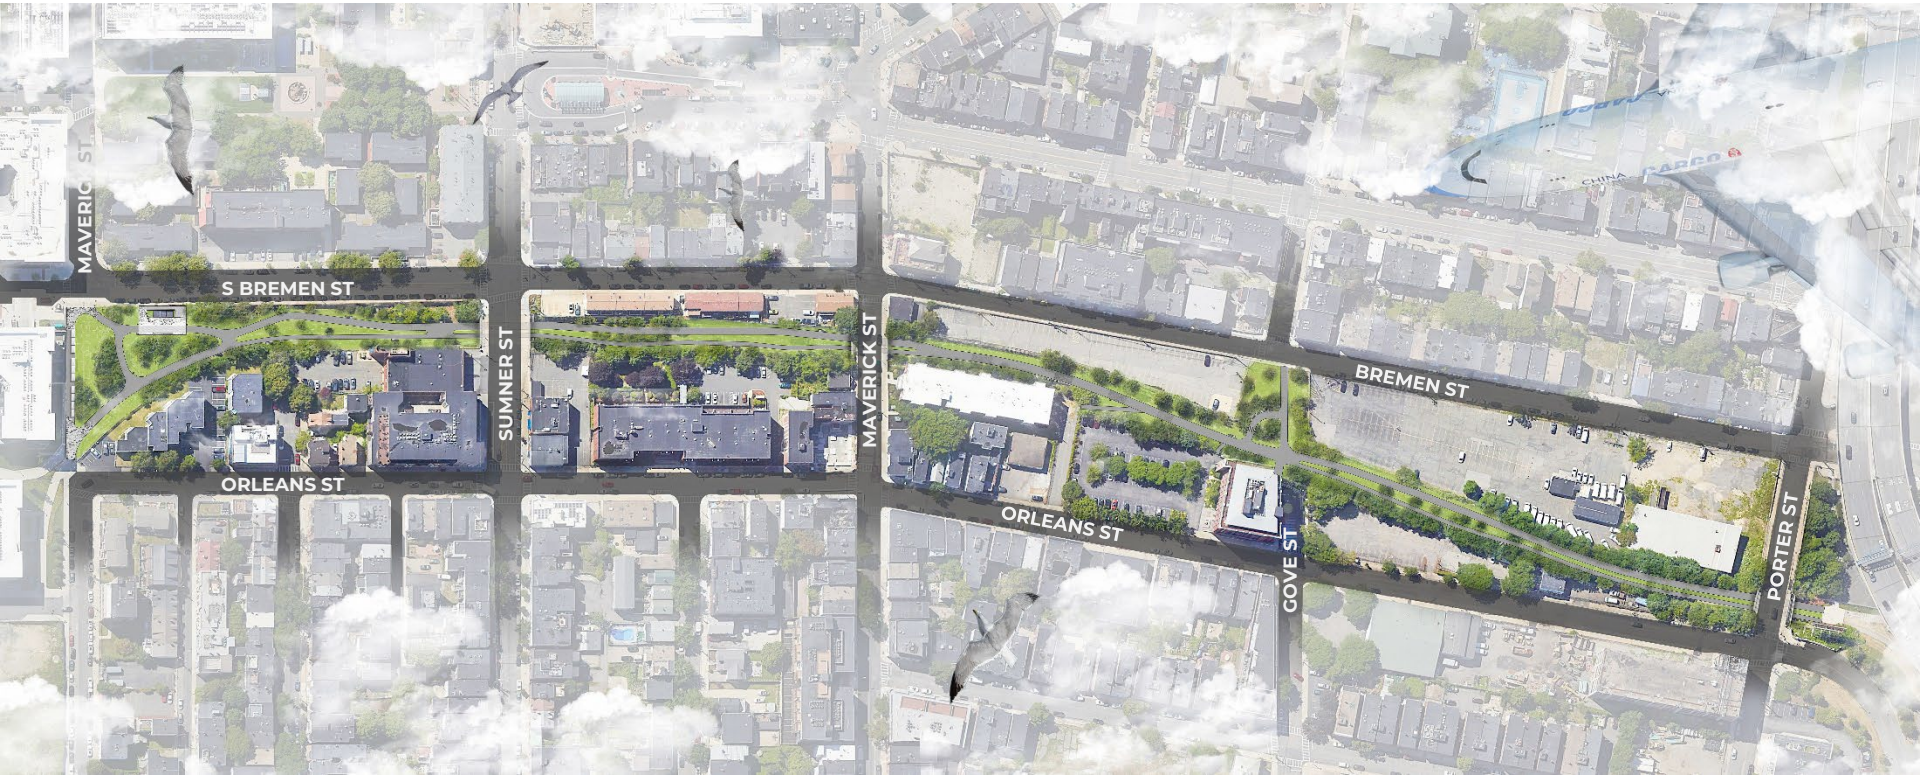 MAVERICK ST
S BREMEN ST
SUMNER ST
MAVERICK ST
ORLEANS ST
BREMEN ST
ORLEANS ST
GOVE ST
PORTER ST
CARGO
CHINA CARGO